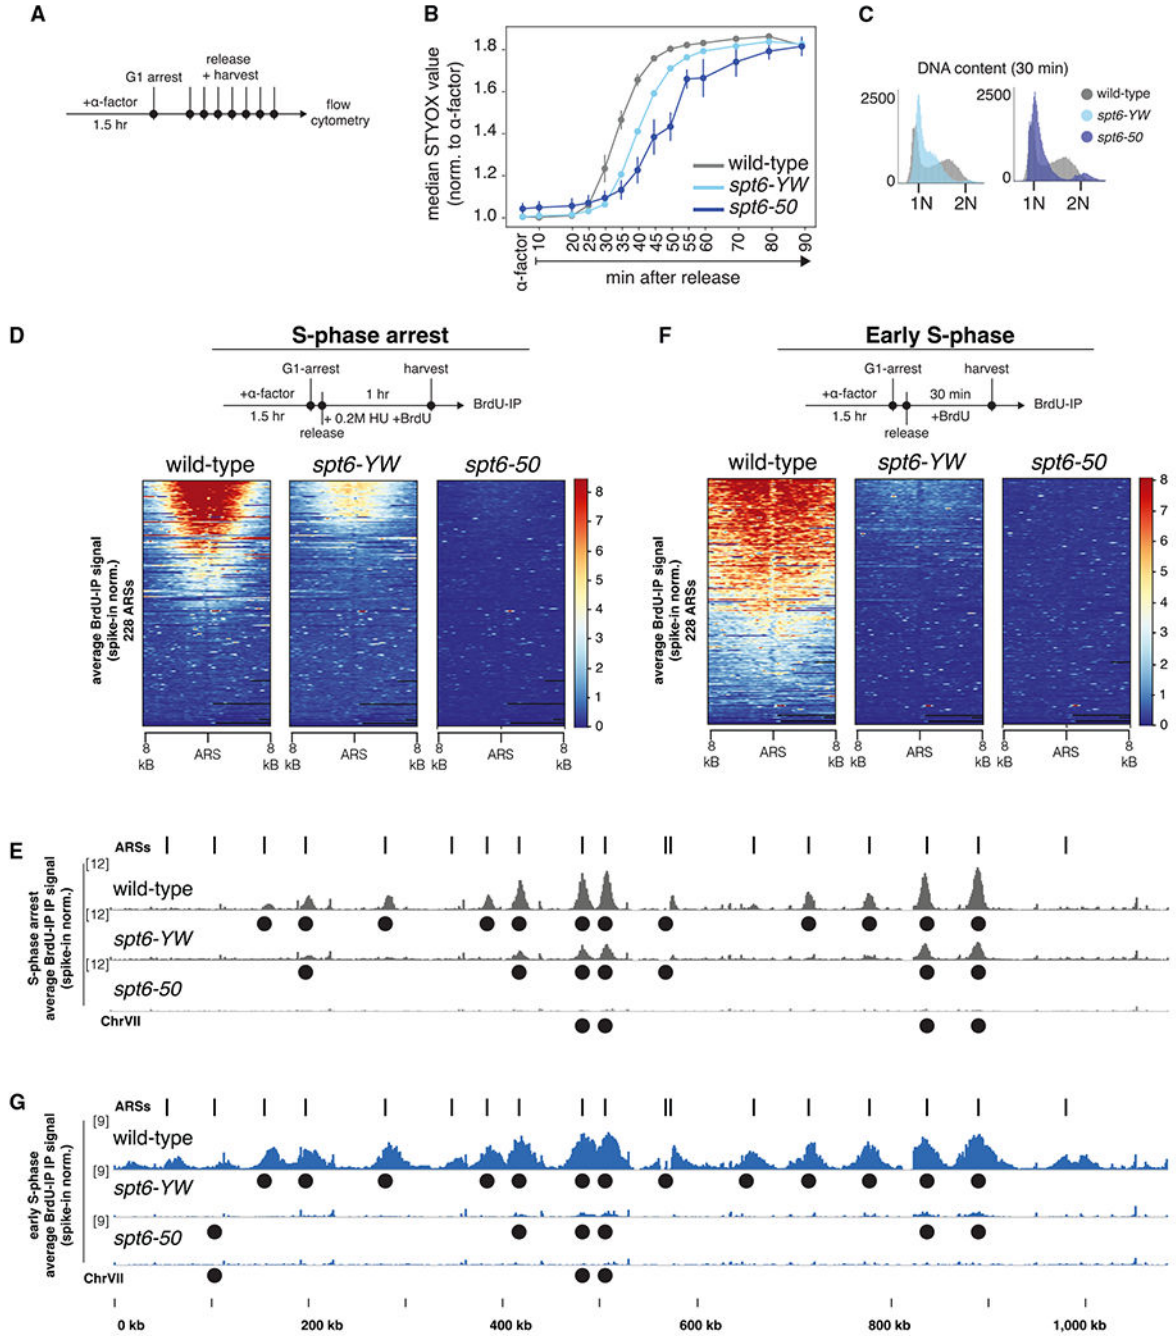 A
G1 arrest
release
+ harvest
+α-factor
1.5 hr
flow
cytometry
B
median STYOX value
(norm. to α-factor)
1.8
1.6
1.4
1.2
1.0
wild-type
spt6-YW
spt6-50
α-factor
10
20
25
30
35
40
45
50
55
60
70
80
90
min after release
C
DNA content (30 min)
2500
0
1N
2N
2500
0
1N
2N
wild-type
spt6-YW
spt6-50
D
S-phase arrest
G1-arrest
harvest
+α-factor
1 hr
1.5 hr
+ 0.2M HU +BrdU
release
BrdU-IP
wild-type
spt6-YW
spt6-50
average BrdU-IP signal
(spike-in norm.)
228 ARSs
8
7
6
5
4
3
2
1
0
8
kB
ARS
8
kB
8
kB
ARS
8
kB
ARS
8
kB
F
Early S-phase
G1-arrest
harvest
+α-factor
30 min
1.5 hr
+BrdU
release
BrdU-IP
wild-type
spt6-YW
spt6-50
average BrdU-IP signal
(spike-in norm.)
228 ARSs
8
7
6
5
4
3
2
1
0
8
kB
ARS
8
kB
8
kB
ARS
8
kB
8
kB
ARS
8
kB
E
S-phase arrest
average BrdU-IP IP signal
(spike-in norm.)
ARSs
[12]
wild-type
[12]
spt6-YW
[12]
spt6-50
ChrVII
G
early S-phase
average BrdU-IP IP signal
(spike-in norm.)
ARSs
[9]
wild-type
[9]
spt6-YW
[9]
spt6-50
ChrVII
0 kb
200 kb
400 kb
600 kb
800 kb
1,000 kb